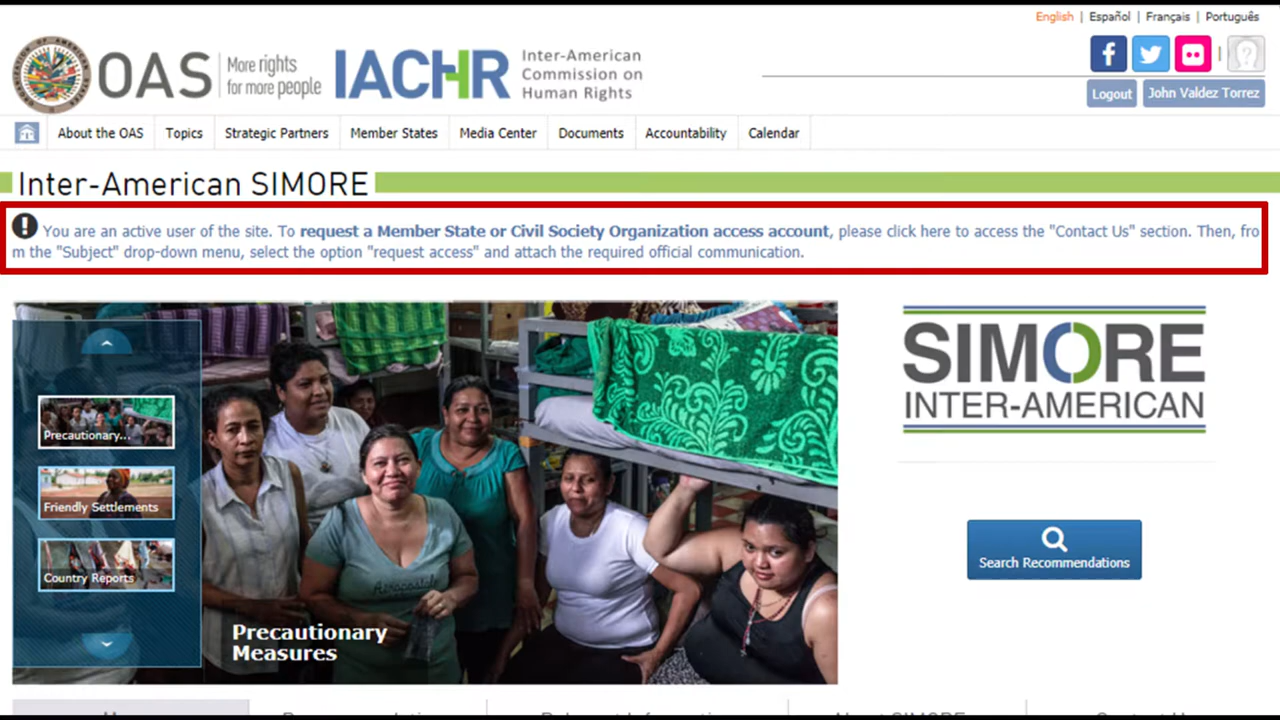 English | Español | Français | Português
OAS
More rights
for more people
IACHR
Inter-American
Commission on
Human Rights
Logout
John Valdez Torrez
About the OAS
Topics
Strategic Partners
Member States
Media Center
Documents
Accountability
Calendar
Inter-American SIMORE
You are an active user of the site. To request a Member State or Civil Society Organization access account, please click here to access the "Contact Us" section. Then, fro
m the "Subject" drop-down menu, select the option "request access" and attach the required official communication.
Precautionary...
Friendly Settlements
Country Reports
Precautionary
Measures
SIMORE
INTER-AMERICAN
Search Recommendations